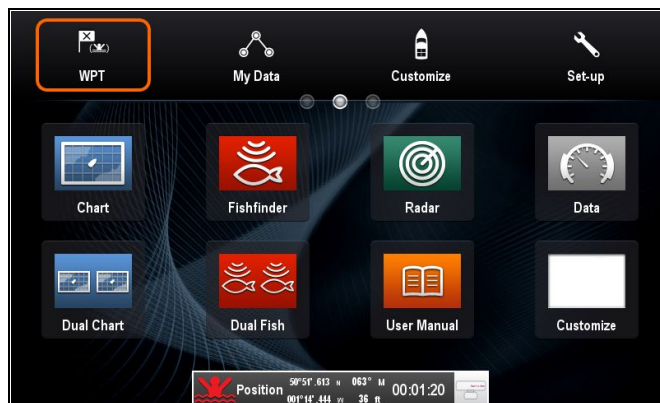 WPT My Data Customize Set-up
Chart Fishfinder Radar Data
Dual Chart Dual Fish User Manual Customize
Position 50°51'.613 N 063° M 00:01:20
001°14'.444 W 36 ft